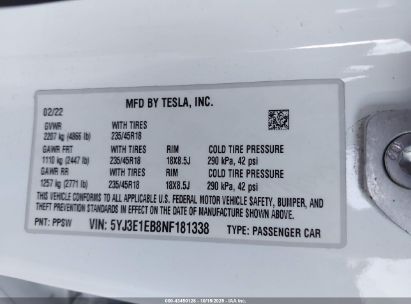 MFD BY TESLA, INC.
02/22
GVWR WITH TIRES
2207 kg (4866 lb) 235/45R18
GAWR FRT WITH TIRES RIM COLD TIRE PRESSURE
1110 kg (2447 lb) 235/45R18 18X8.5J 290 kPa, 42 psi
GAWR RR WITH TIRES RIM COLD TIRE PRESSURE
1257 kg (2771 lb) 235/45R18 18X8.5J 290 kPa, 42 psi
THIS VEHICLE CONFORMS TO ALL APPLICABLE U.S. FEDERAL MOTOR VEHICLE SAFETY, BUMPER, AND
THEFT PREVENTION STANDARDS IN EFFECT ON THE DATE OF MANUFACTURE SHOWN ABOVE.
PNT: PPSW VIN: 5YJ3E1EB8NF181338 TYPE: PASSENGER CAR